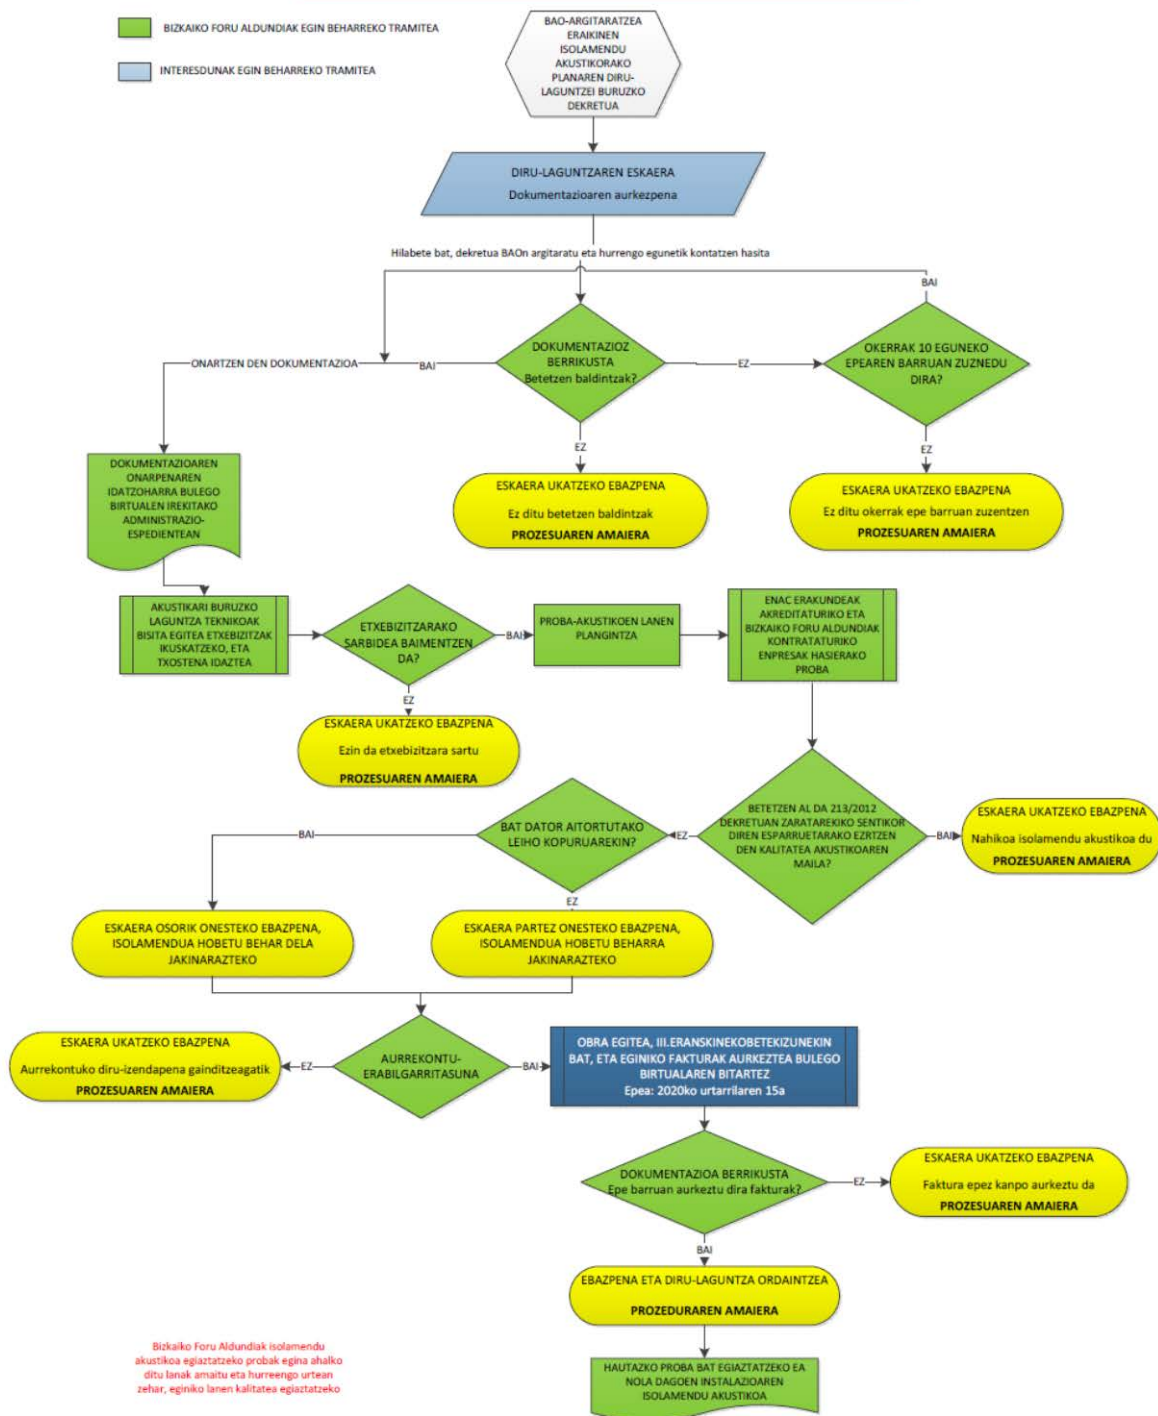 BIZKAIKO FORU ALDUNDIAK EGIN BEHARREKO TRAMITEA
INTERESDUNAK EGIN BEHARREKO TRAMITEA
BAO-ARGITARATZEA
ERAIKINEN
ISOLAMENDU
AKUSTIKORAKO
PLANAREN DIRU-
LAGUNTZEI BURUZKO
DEKRETUA
DIRU-LAGUNTZAREN ESKAERA
Dokumentazioaren aurkezpena
Hilabete bat, dekretua BAOn argitaratu eta hurrengo egunetik kontatzen hasita
BAI
DOKUMENTAZIOZ
BERRIKUSTA
Betetzen baldintzak?
OKERRAK 10 EGUNEKO
EPEAREN BARRUAN ZUZNEDU
DIRA?
ONARTZEN DEN DOKUMENTAZIOA
BAI
EZ
EZ
EZ
DOKUMENTAZIOAREN
ONARPENAREN
IDATZOHARRA BULEGO
BIRTUALEN IREKITAKO
ADMINISTRAZIO-
ESPEDIENTEAN
ESKAERA UKATZEKO EBAZPENA
Ez ditu betetzen baldintzak
PROZESUAREN AMAIERA
ESKAERA UKATZEKO EBAZPENA
Ez ditu okerrak epe barruan zuzentzen
PROZESUAREN AMAIERA
AKUSTIKARI BURUZKO
LAGUNTZA TEKNIKOAK
BISITA EGITEA ETXEBIZITZAK
IKUSKATZEKO, ETA
TXOSTENA IDAZTEA
ETXEBIZITZARAKO
SARBIDEA BAIMENTZEN
DA?
BAI
PROBA-AKUSTIKOEN LANEN
PLANGINTZA
ENAC ERAKUNDEAK
AKREDITATURIKO ETA
BIZKAIKO FORU ALDUNDIAK
KONTRATATURIKO
ENPRESAK HASIERAKO
PROBA
EZ
ESKAERA UKATZEKO EBAZPENA
Ezin da etxebizitzara sartu
PROZESUAREN AMAIERA
BETETZEN AL DA 213/2012
DEKRETUAN ZARATAREKIKO SENTIKOR
DIREN ESPARRUETARAKO EZRTZEN
DEN KALITATEA AKUSTIKOAREN
MAILA?
BAI
ESKAERA UKATZEKO EBAZPENA
Nahikoa isolamendu akustikoa du
PROZESUAREN AMAIERA
EZ
BAT DATOR AITORTUTAKO
LEIHO KOPURUAREKIN?
BAI
EZ
ESKAERA OSORIK ONESTEKO EBAZPENA,
ISOLAMENDUA HOBETU BEHAR DELA
JAKINARAZTEKO
ESKAERA PARTEZ ONESTEKO EBAZPENA,
ISOLAMENDUA HOBETU BEHARRA
JAKINARAZTEKO
ESKAERA UKATZEKO EBAZPENA
Aurrekontuko diru-izendapena gainditzeagatik
PROZESUAREN AMAIERA
EZ
AURREKONTU-
ERABILGARRITASUNA
BAI
OBRA EGITEA, III.ERANSKINEKOBETEKIZUNEKIN
BAT, ETA EGINIKO FAKTURAK AURKEZTEA BULEGO
BIRTUALAREN BITARTEZ
Epea: 2020ko urtarrilaren 15a
DOKUMENTAZIOA BERRIKUSTA
Epe barruan aurkeztu dira fakturak?
EZ
ESKAERA UKATZEKO EBAZPENA
Faktura epez kanpo aurkeztu da
PROZESUAREN AMAIERA
BAI
EBAZPENA ETA DIRU-LAGUNTZA ORDAINTZEA
PROZEDURAREN AMAIERA
HAUTAZKO PROBA BAT EGIAZTATZEKO EA
NOLA DAGOEN INSTALAZIOAREN
ISOLAMENDU AKUSTIKOA
Bizkaiko Foru Aldundiak isolamendu
akustikoa egiaztatzeko probak egina ahalko
ditu lanak amaitu eta hurreengo urtean
zehar, eginiko lanen kalitatea egiaztatzeko